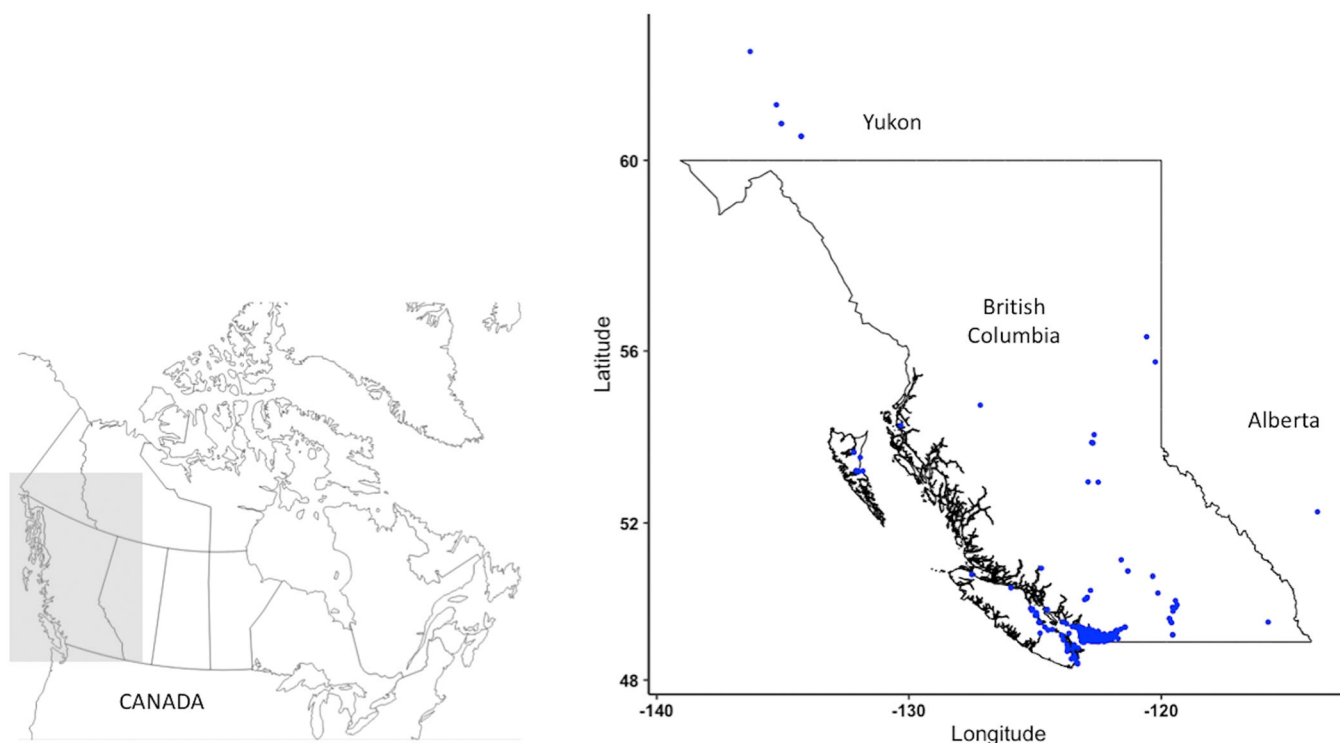 CANADA
Yukon
60
British
Columbia
56
Latitude
Alberta
52
48
-140
-130
-120
Longitude